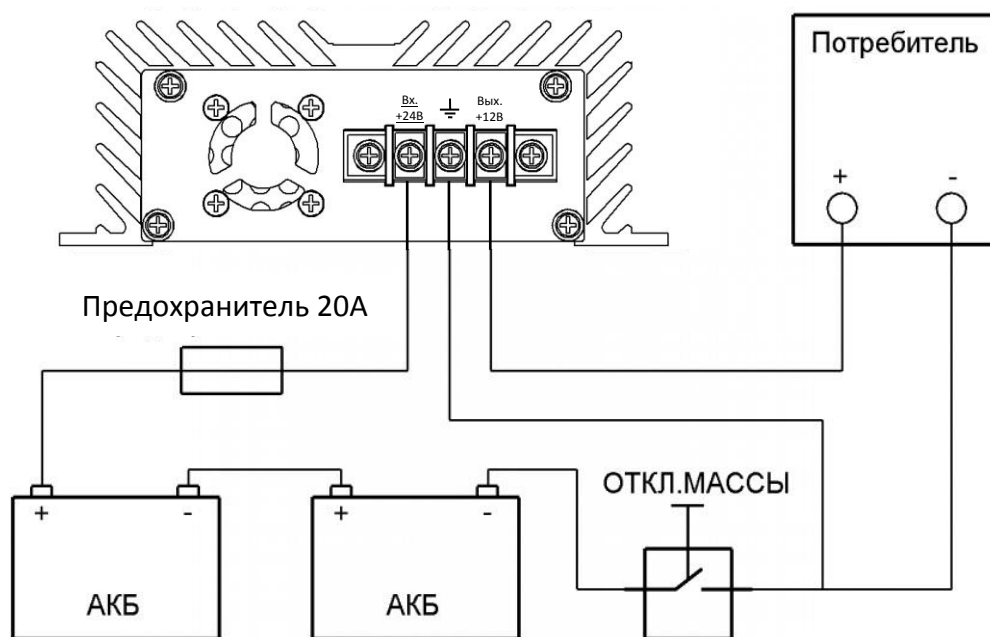 Потребитель
Вх.
+24В
Вых.
+12В
+ -
Предохранитель 20А
ОТКЛ.МАССЫ
+ - + -
АКБ АКБ